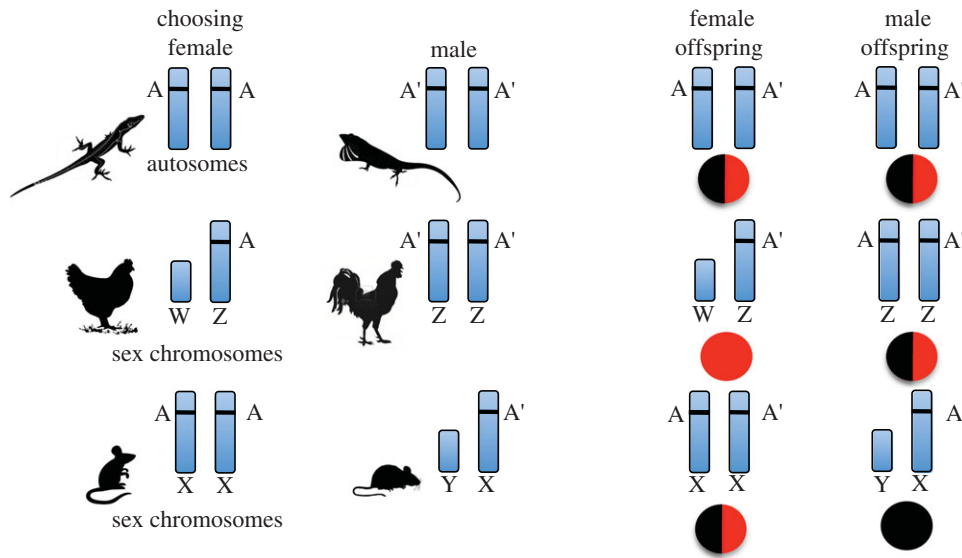 choosing
female
male
female
offspring
male
offspring
A A A' A' A A' A A'
autosomes
A A' A' A' A A'
W Z Z Z W Z Z Z
sex chromosomes
A A A' A A' A
X X Y X X X Y X
sex chromosomes